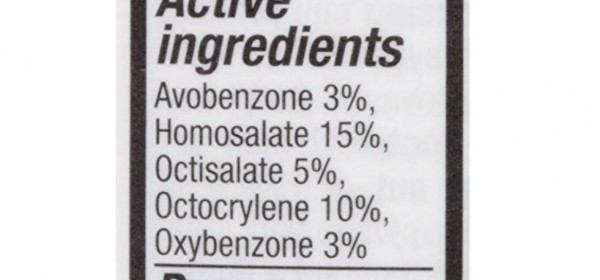 Active
ingredients
Avobenzone 3%,
Homosalate 15%,
Octisalate 5%,
Octocrylene 10%,
Oxybenzone 3%